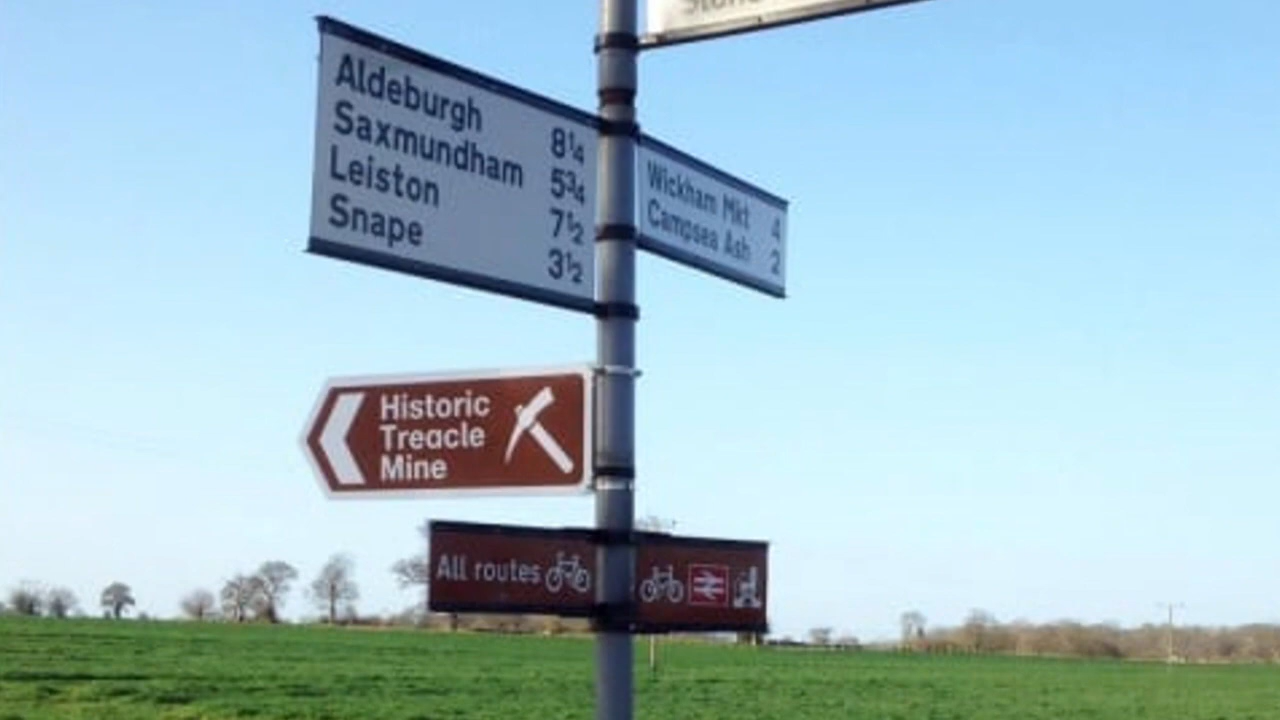 Aldeburgh 8¼
Saxmundham 5¾
Leiston 7½
Snape 3½
Wickham Mkt 4
Campsea Ash 2
Historic
Treacle
Mine
All routes